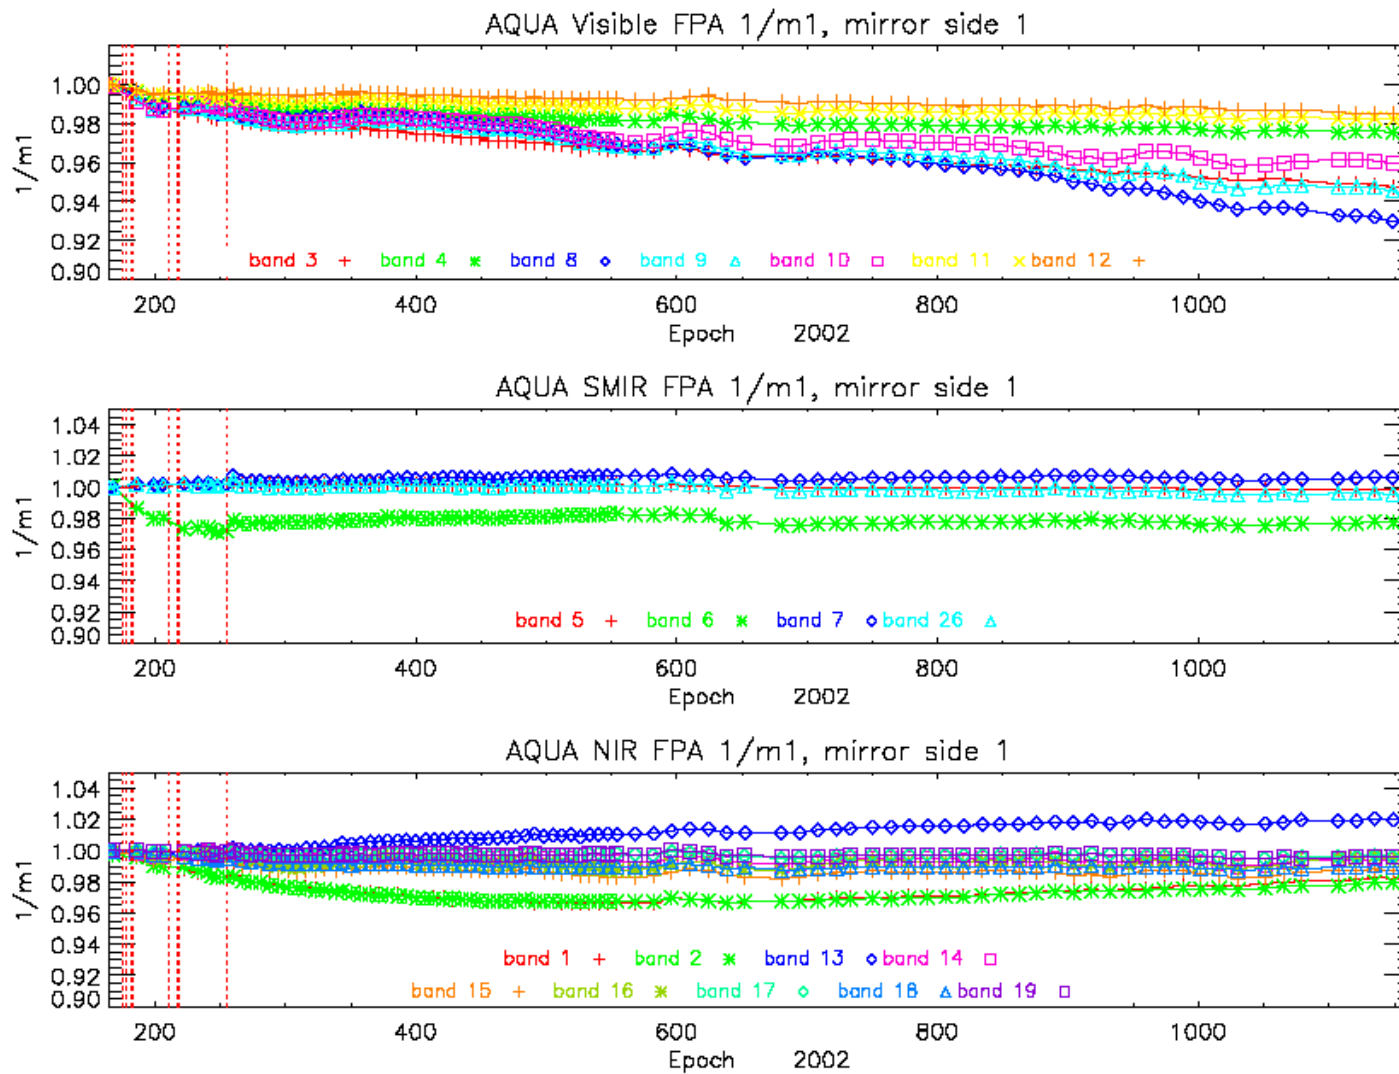 AQUA Visible FPA 1/m1, mirror side 1
1/m1
1.00
0.98
0.96
0.94
0.92
0.90
band 3 band 4 band 8 band 9 band 10 band 11 band 12
200 400 600 800 1000
Epoch 2002
AQUA SMIR FPA 1/m1, mirror side 1
1/m1
1.04
1.02
1.00
0.98
0.96
0.94
0.92
0.90
band 5 band 6 band 7 band 26
200 400 600 800 1000
Epoch 2002
AQUA NIR FPA 1/m1, mirror side 1
1/m1
1.04
1.02
1.00
0.98
0.96
0.94
0.92
0.90
band 1 band 2 band 13 band 14
band 15 band 16 band 17 band 18 band 19
200 400 600 800 1000
Epoch 2002